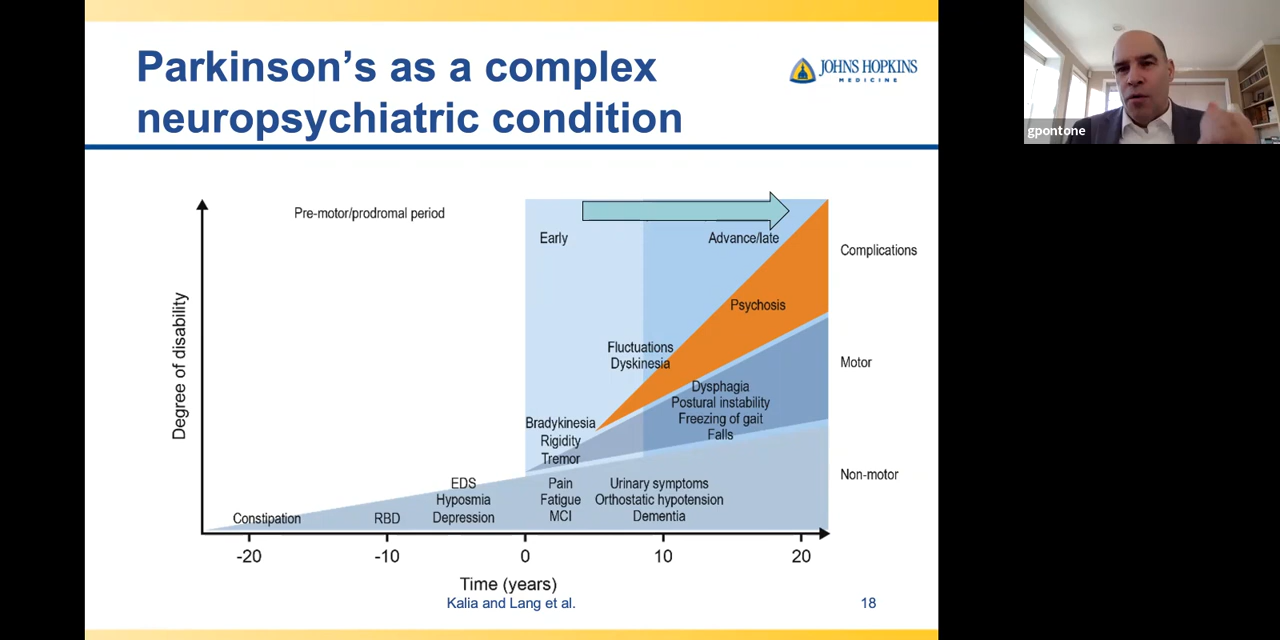 Parkinson's as a complex
neuropsychiatric condition
JOHNS HOPKINS
MEDICINE
gpontone
Pre-motor/prodromal period
Early
Advance/late
Complications
Psychosis
Fluctuations
Dyskinesia
Motor
Dysphagia
Postural instability
Freezing of gait
Falls
Bradykinesia
Rigidity
Tremor
Non-motor
EDS
Hyposmia
Depression
Pain
Fatigue
MCI
Urinary symptoms
Orthostatic hypotension
Dementia
Constipation
RBD
Degree of disability
-20
-10
0
10
20
Time (years)
Kalia and Lang et al.
18